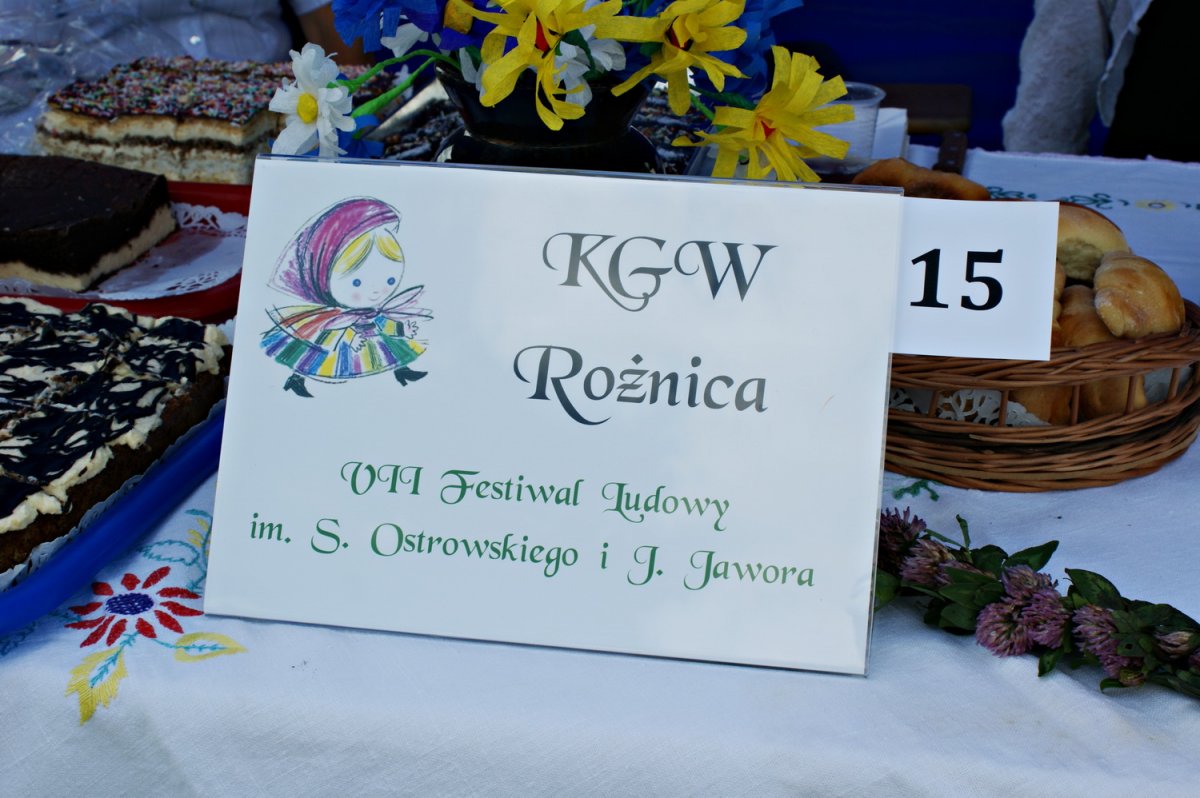 KGW
Rożnica
15
VII Festiwal Ludowy
im. S. Ostrowskiego i J. Jawora